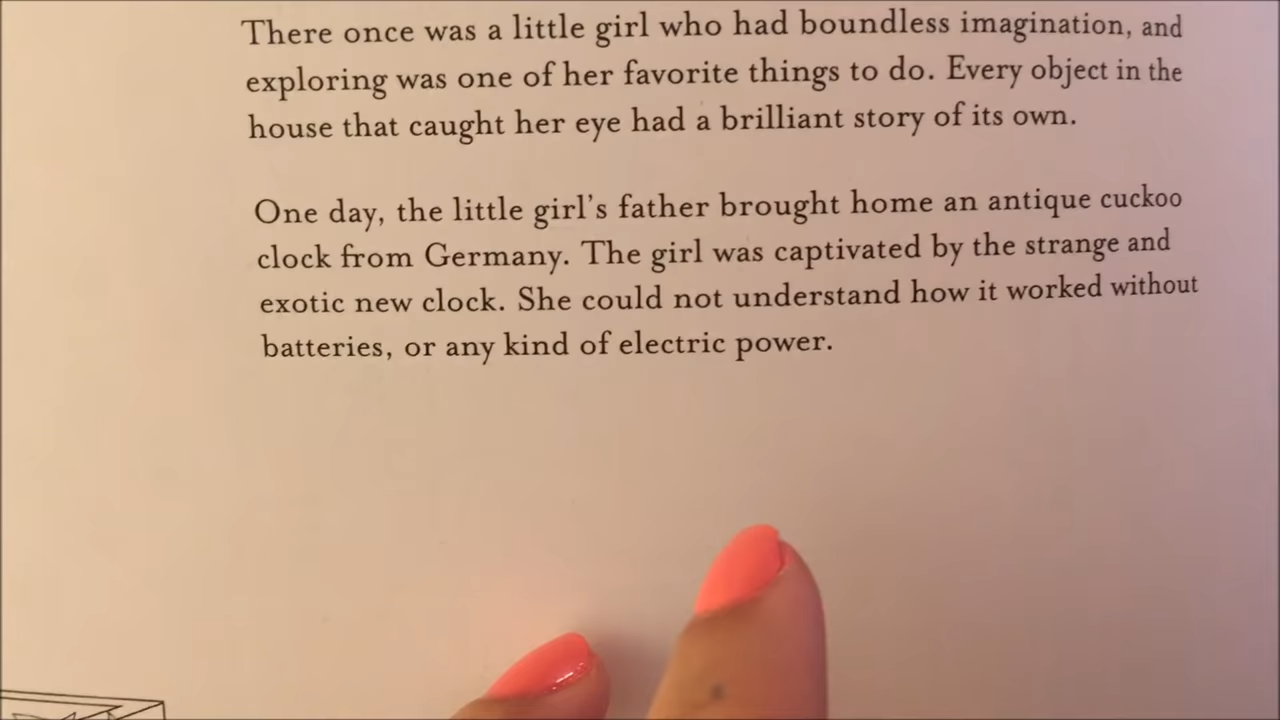 There once was a little girl who had boundless imagination, and
exploring was one of her favorite things to do. Every object in the
house that caught her eye had a brilliant story of its own.
One day, the little girl's father brought home an antique cuckoo
clock from Germany. The girl was captivated by the strange and
exotic new clock. She could not understand how it worked without
batteries, or any kind of electric power.